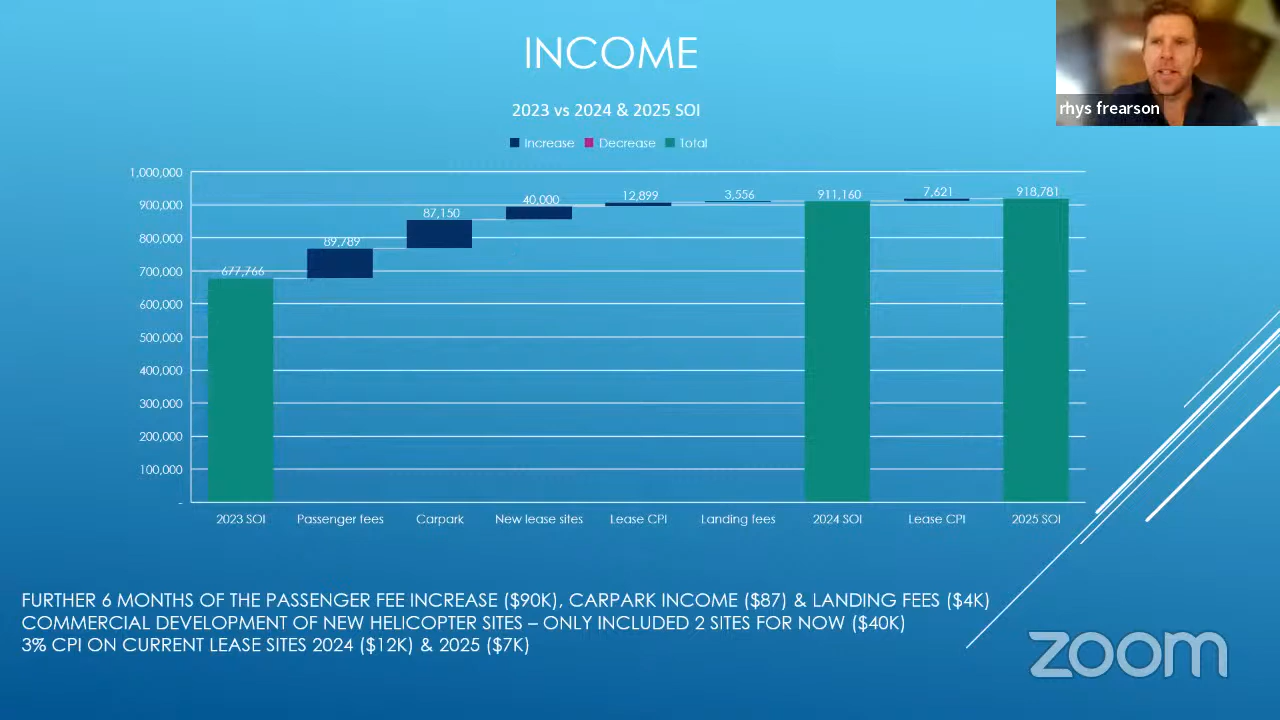 INCOME
rhys frearson
2023 vs 2024 & 2025 SOI
Increase Decrease Total
1,000,000
900,000
800,000
700,000
600,000
500,000
400,000
300,000
200,000
100,000
-
677,766
89,789
87,150
40,000
12,899
3,556
911,160
7,621
918,781
2023 SOI Passenger fees Carpark New lease sites Lease CPI Landing fees 2024 SOI Lease CPI 2025 SOI
FURTHER 6 MONTHS OF THE PASSENGER FEE INCREASE ($90K), CARPARK INCOME ($87) & LANDING FEES ($4K)
COMMERCIAL DEVELOPMENT OF NEW HELICOPTER SITES – ONLY INCLUDED 2 SITES FOR NOW ($40K)
3% CPI ON CURRENT LEASE SITES 2024 ($12K) & 2025 ($7K)
zoom